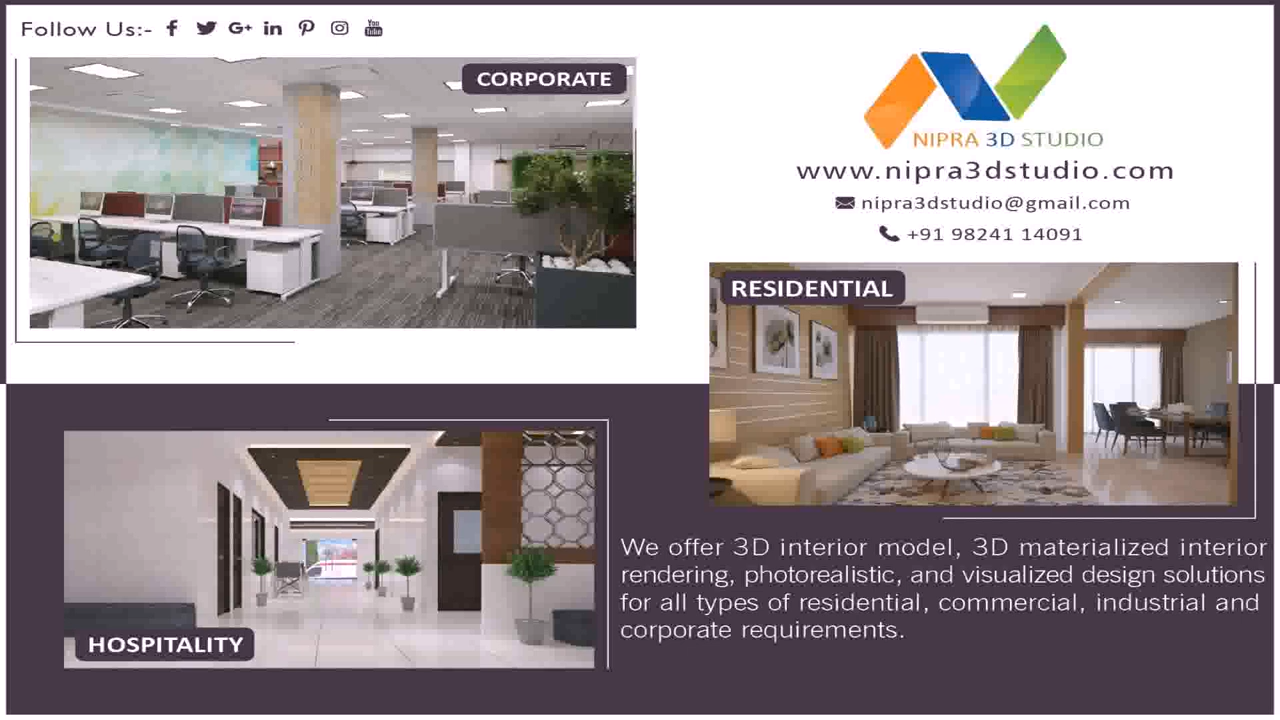 Follow Us:-
CORPORATE
NIPRA 3D STUDIO
www.nipra3dstudio.com
nipra3dstudio@gmail.com
+91 98241 14091
RESIDENTIAL
HOSPITALITY
We offer 3D interior model, 3D materialized interior
rendering, photorealistic, and visualized design solutions
for all types of residential, commercial, industrial and
corporate requirements.